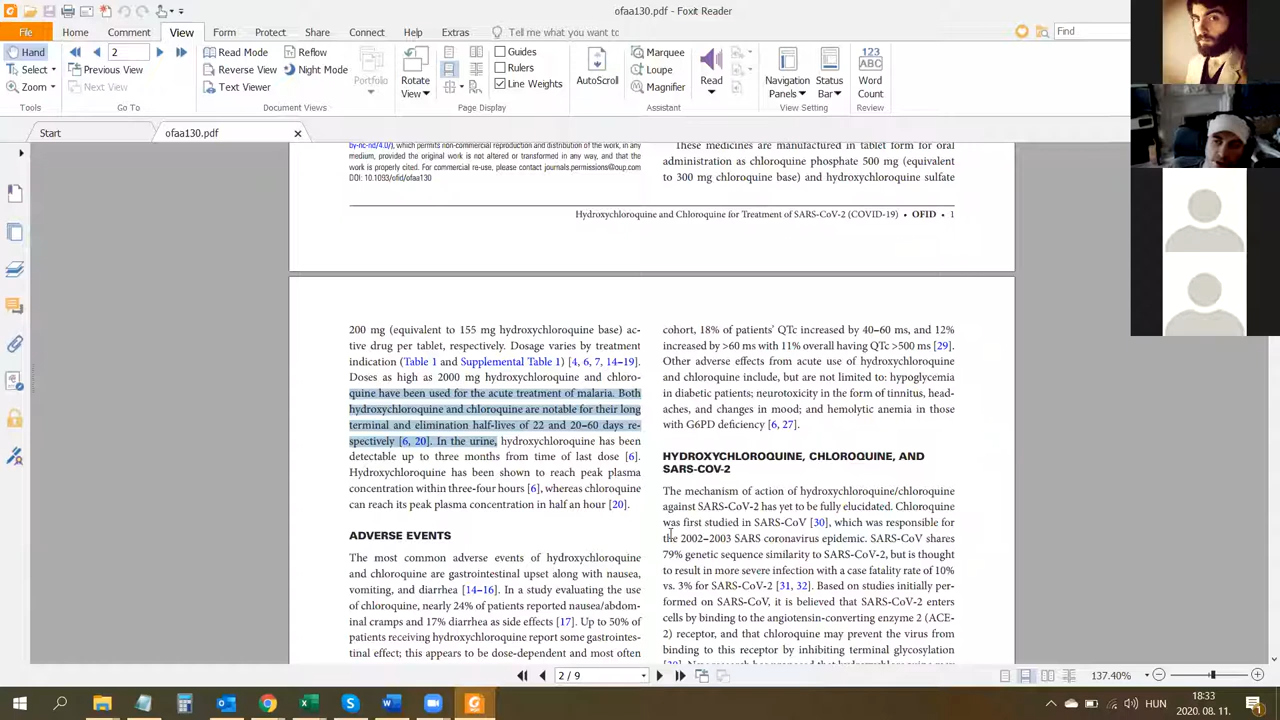 ofaa130.pdf - Foxit Reader
File
Home
Comment
View
Form
Protect
Share
Connect
Help
Extras
Tell me what you want to
Find
Hand
Select
Zoom
Tools
2
Previous View
Next View
Go To
Read Mode
Reflow
Reverse View
Night Mode
Text Viewer
Document Views
Portfolio
Rotate
View
Page Display
Guides
Rulers
Line Weights
AutoScroll
Marquee
Loupe
Magnifier
Assistant
Read
Navigation
Panels
Status
Bar
View Setting
123
ABC
Word
Count
Review
Start
ofaa130.pdf
by-nc-nd/4.0/), which permits non-commercial reproduction and distribution of the work, in any
medium, provided the original work is not altered or transformed in any way, and that the
work is properly cited. For commercial re-use, please contact journals.permissions@oup.com
DOI: 10.1093/ofid/ofaa130
These medicines are manufactured in tablet form for oral
administration as chloroquine phosphate 500 mg (equivalent
to 300 mg chloroquine base) and hydroxychloroquine sulfate
Hydroxychloroquine and Chloroquine for Treatment of SARS-CoV-2 (COVID-19) • OFID • 1
200 mg (equivalent to 155 mg hydroxychloroquine base) ac-
tive drug per tablet, respectively. Dosage varies by treatment
indication (Table 1 and Supplemental Table 1) [4, 6, 7, 14–19].
Doses as high as 2000 mg hydroxychloroquine and chloro-
quine have been used for the acute treatment of malaria. Both
hydroxychloroquine and chloroquine are notable for their long
terminal and elimination half-lives of 22 and 20–60 days re-
spectively [6, 20]. In the urine, hydroxychloroquine has been
detectable up to three months from time of last dose [6].
Hydroxychloroquine has been shown to reach peak plasma
concentration within three-four hours [6], whereas chloroquine
can reach its peak plasma concentration in half an hour [20].
ADVERSE EVENTS
The most common adverse events of hydroxychloroquine
and chloroquine are gastrointestinal upset along with nausea,
vomiting, and diarrhea [14–16]. In a study evaluating the use
of chloroquine, nearly 24% of patients reported nausea/abdom-
inal cramps and 17% diarrhea as side effects [17]. Up to 50% of
patients receiving hydroxychloroquine report some gastrointes-
tinal effect; this appears to be dose-dependent and most often
cohort, 18% of patients' QTc increased by 40–60 ms, and 12%
increased by >60 ms with 11% overall having QTc >500 ms [29].
Other adverse effects from acute use of hydroxychloroquine
and chloroquine include, but are not limited to: hypoglycemia
in diabetic patients; neurotoxicity in the form of tinnitus, head-
aches, and changes in mood; and hemolytic anemia in those
with G6PD deficiency [6, 27].
HYDROXYCHLOROQUINE, CHLOROQUINE, AND
SARS-COV-2
The mechanism of action of hydroxychloroquine/chloroquine
against SARS-CoV-2 has yet to be fully elucidated. Chloroquine
was first studied in SARS-CoV [30], which was responsible for
the 2002–2003 SARS coronavirus epidemic. SARS-CoV shares
79% genetic sequence similarity to SARS-CoV-2, but is thought
to result in more severe infection with a case fatality rate of 10%
vs. 3% for SARS-CoV-2 [31, 32]. Based on studies initially per-
formed on SARS-CoV, it is believed that SARS-CoV-2 enters
cells by binding to the angiotensin-converting enzyme 2 (ACE-
2) receptor, and that chloroquine may prevent the virus from
binding to this receptor by inhibiting terminal glycosylation
2 / 9
137.40%
HUN
18:33
2020. 08. 11.